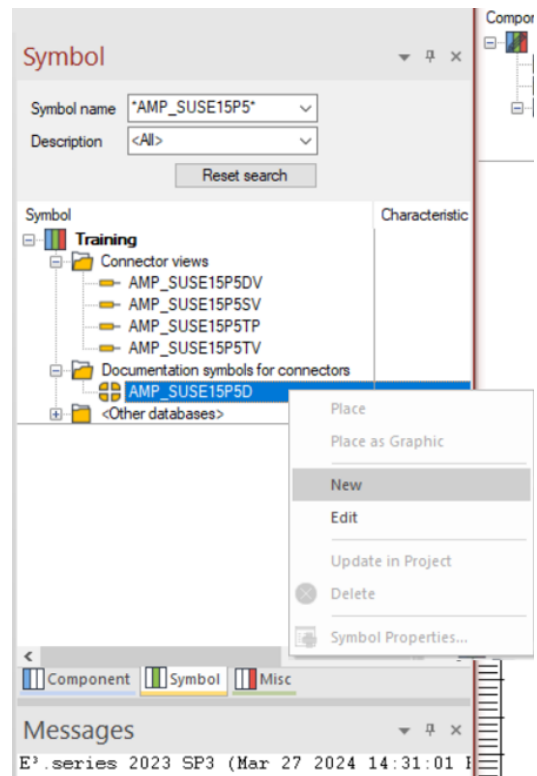 Compor
Symbol
Symbol name *AMP_SUSE15P5*
Description <All>
Reset search
Symbol Characteristic
Training
Connector views
AMP_SUSE15P5DV
AMP_SUSE15P5SV
AMP_SUSE15P5TP
AMP_SUSE15P5TV
Documentation symbols for connectors
AMP_SUSE15P5D
<Other databases>
Place
Place as Graphic
New
Edit
Update in Project
Delete
Symbol Properties...
Component Symbol Misc
Messages
E³.series 2023 SP3 (Mar 27 2024 14:31:01